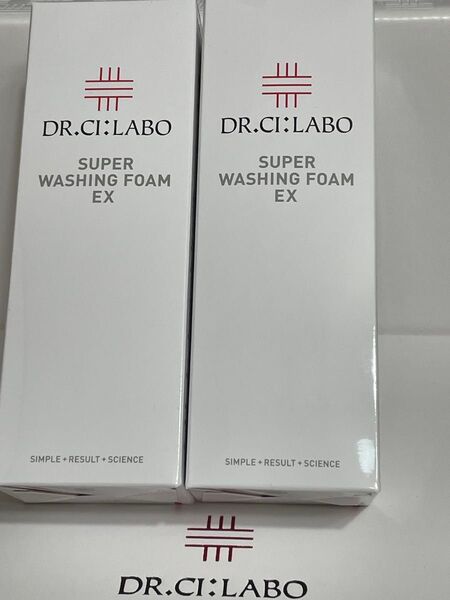 DR.CI:LABO
SUPER
WASHING FOAM
EX
SIMPLE+RESULT+SCIENCE
DR.CI:LABO
SUPER
WASHING FOAM
EX
SIMPLE+RESULT+SCIENCE
DR.CI:LABO